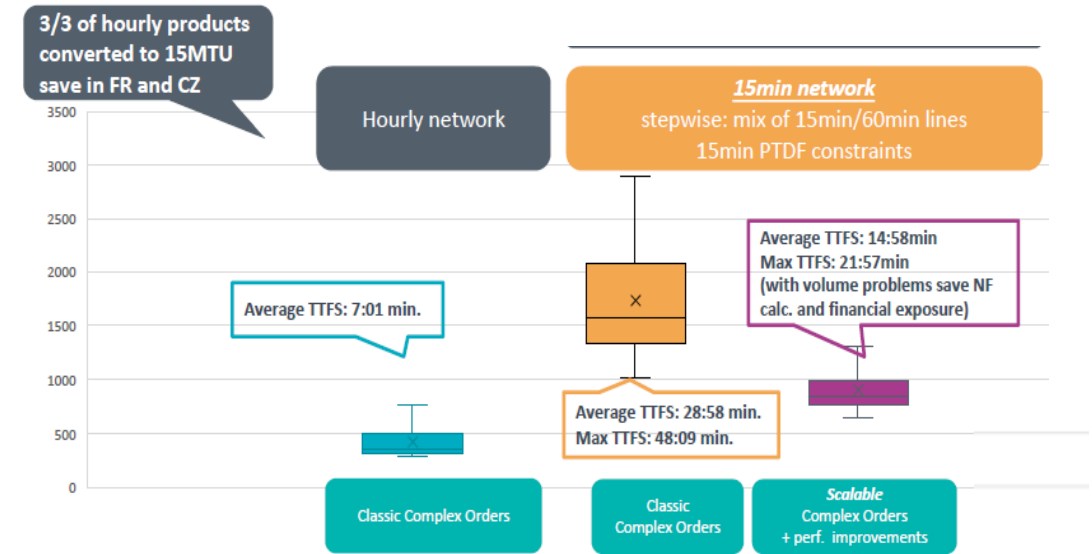 3/3 of hourly products
converted to 15MTU
save in FR and CZ
Hourly network
15min network
stepwise: mix of 15min/60min lines
15min PTDF constraints
3500
3000
2500
2000
1500
1000
500
0
Average TTFS: 7:01 min.
Average TTFS: 14:58min
Max TTFS: 21:57min
(with volume problems save NF
calc. and financial exposure)
Average TTFS: 28:58 min.
Max TTFS: 48:09 min.
Classic Complex Orders
Classic
Complex Orders
Scalable
Complex Orders
+ perf. improvements